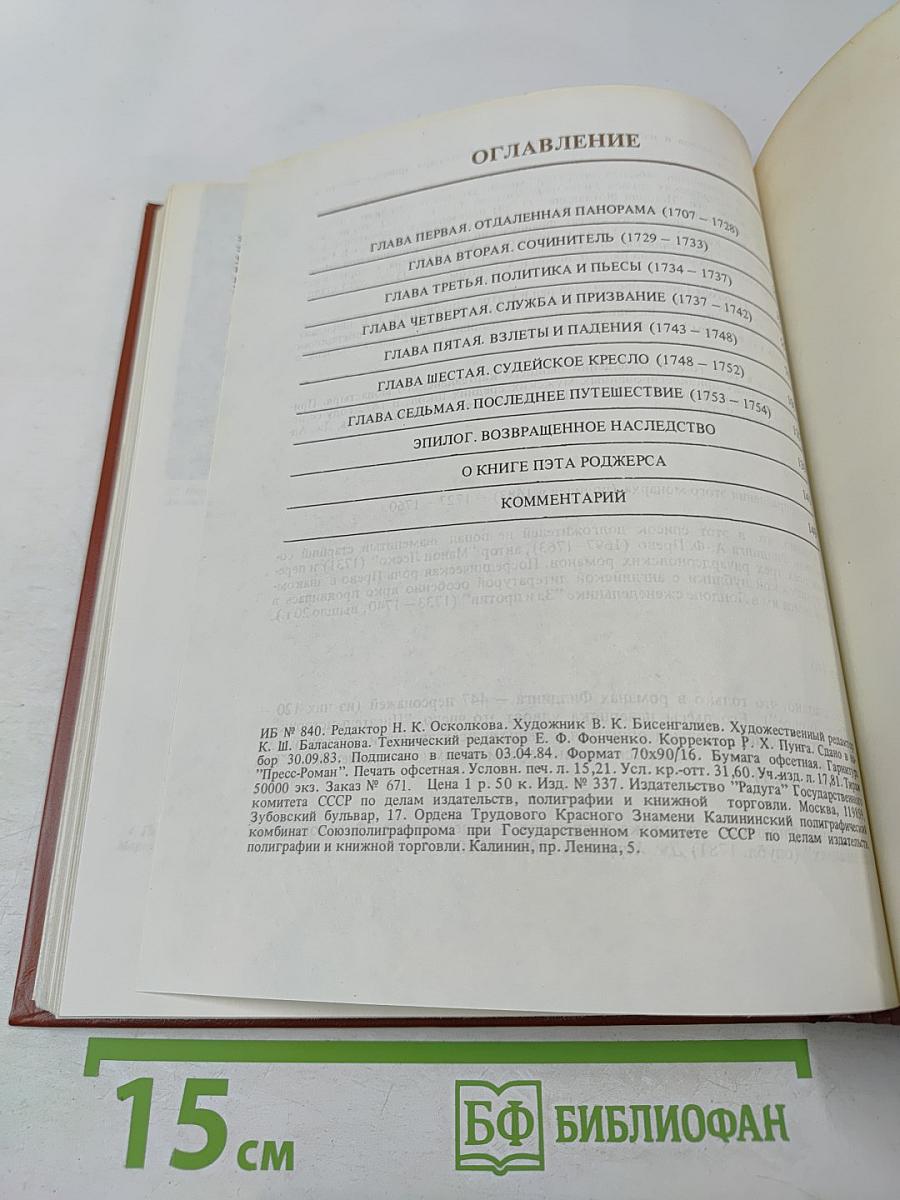 ОГЛАВЛЕНИЕ
ГЛАВА ПЕРВАЯ. ОТДАЛЕННАЯ ПАНОРАМА (1707 – 1728)
ГЛАВА ВТОРАЯ. СОЧИНИТЕЛЬ (1729 – 1733)
ГЛАВА ТРЕТЬЯ. ПОЛИТИКА И ПЬЕСЫ (1734 – 1737)
ГЛАВА ЧЕТВЕРТАЯ. СЛУЖБА И ПРИЗВАНИЕ (1737 – 1742)
ГЛАВА ПЯТАЯ. ВЗЛЕТЫ И ПАДЕНИЯ (1743 – 1748)
ГЛАВА ШЕСТАЯ. СУДЕЙСКОЕ КРЕСЛО (1748 – 1752)
ГЛАВА СЕДЬМАЯ. ПОСЛЕДНЕЕ ПУТЕШЕСТВИЕ (1753 – 1754)
ЭПИЛОГ. ВОЗВРАЩЕННОЕ НАСЛЕДСТВО
О КНИГЕ ПЭТА РОДЖЕРСА
КОММЕНТАРИЙ
ИБ № 840. Редактор Н. К. Осколкова. Художник В. К. Бисенгалиев. Художественный редактор
К. Ш. Баласанова. Технический редактор Е. Ф. Фонченко. Корректор Р. Х. Пунга. Сдано в на-
бор 30.09.83. Подписано в печать 03.04.84. Формат 70х90/16. Бумага офсетная. Гарнитура
"Пресс-Роман". Печать офсетная. Условн. печ. л. 15,21. Усл. кр.-отт. 31,60. Уч.-изд. л. 17,81. Тираж
50000 экз. Заказ № 671. Цена 1 р. 50 к. Изд. № 337. Издательство "Радуга" Государственного
комитета СССР по делам издательств, полиграфии и книжной торговли. Москва, 119859,
Зубовский бульвар, 17. Ордена Трудового Красного Знамени Калининский полиграфический
комбинат Союзполиграфпрома при Государственном комитете СССР по делам издательств,
полиграфии и книжной торговли. Калинин, пр. Ленина, 5.
15 см
БФ БИБЛИОФАН